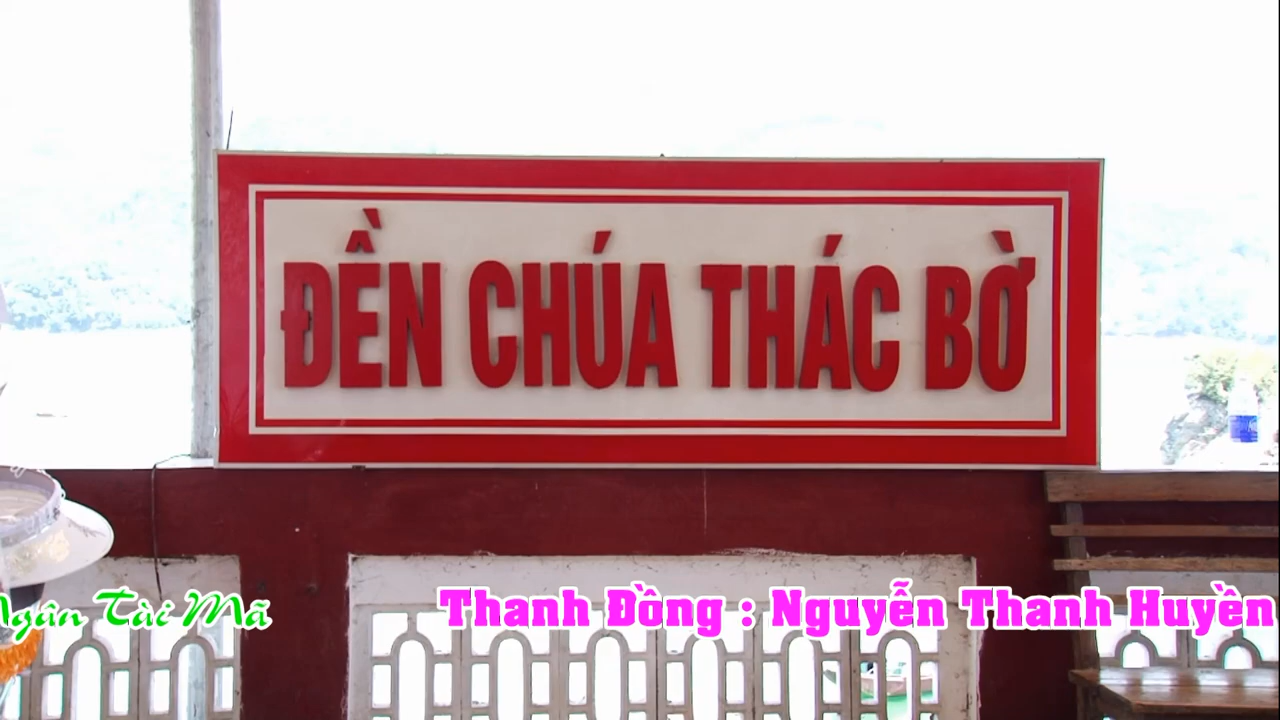 ĐỀN CHÚA THÁC BỜ
Ngân Tài Mã Thanh Đồng : Nguyễn Thanh Huyền